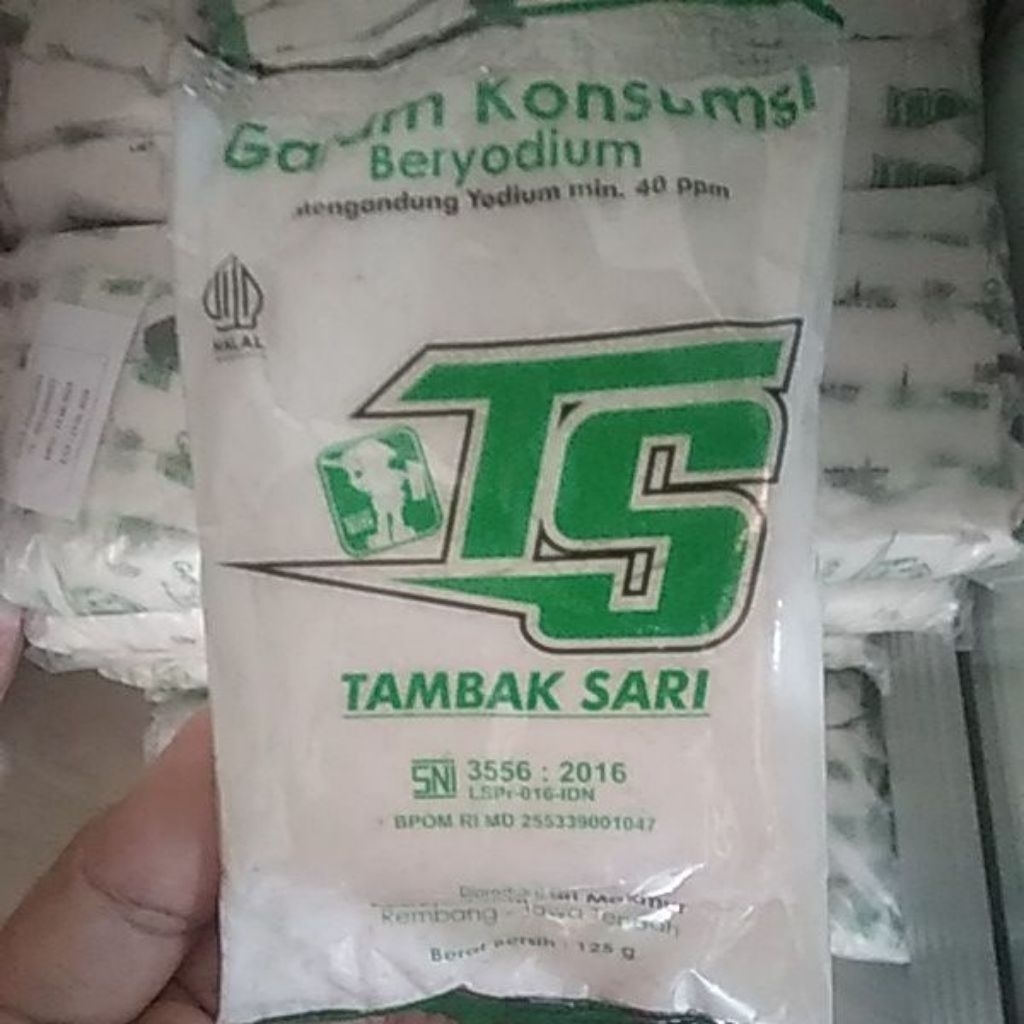 Garam Konsumsi
Beryodium
Mengandung Yodium min. 40 Ppm
HALAL
TS
TAMBAK SARI
SNI 3556 : 2016
LSPr-016-IDN
BPOM RI MD 255339001047
Makmur
Rembang - Jawa Tengah
Berat Bersih : 125 g